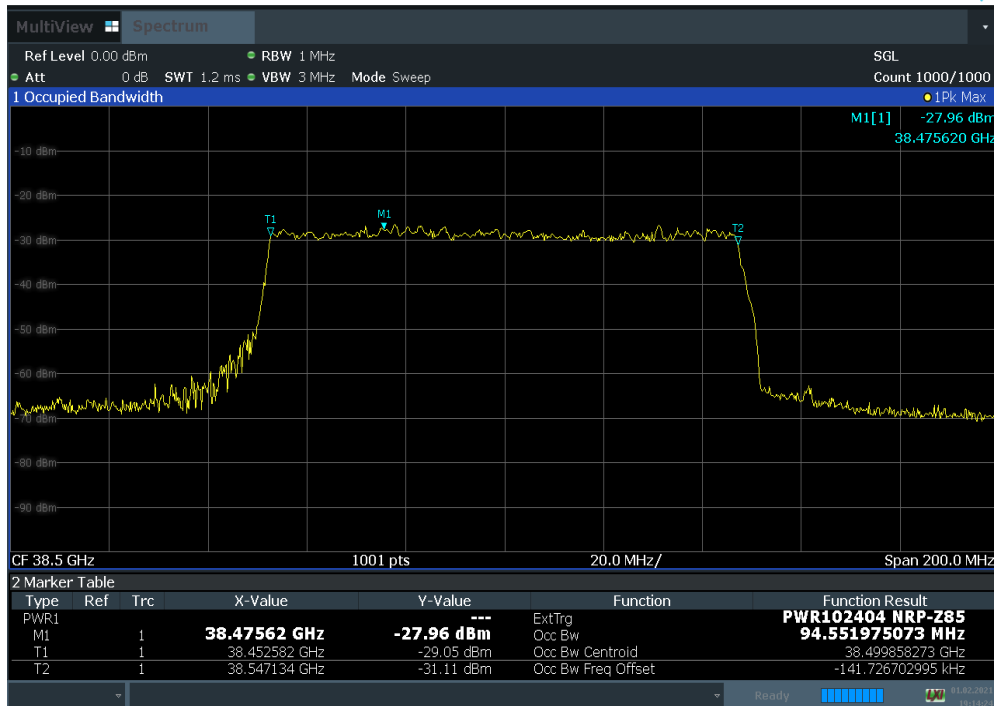 MultiView Spectrum
Ref Level 0.00 dBm RBW 1 MHz SGL
Att 0 dB SWT 1.2 ms VBW 3 MHz Mode Sweep Count 1000/1000
1 Occupied Bandwidth 1Pk Max
M1[1] -27.96 dBm
38.475620 GHz
-10 dBm
-20 dBm
T1 M1 T2
-30 dBm
-40 dBm
-50 dBm
-60 dBm
-70 dBm
-80 dBm
-90 dBm
CF 38.5 GHz 1001 pts 20.0 MHz/ Span 200.0 MHz
2 Marker Table
Type Ref Trc X-Value Y-Value Function Function Result
PWR1 --- ExtTrg PWR102404 NRP-Z85
M1 1 38.47562 GHz -27.96 dBm Occ Bw 94.551975073 MHz
T1 1 38.452582 GHz -29.05 dBm Occ Bw Centroid 38.499858273 GHz
T2 1 38.547134 GHz -31.11 dBm Occ Bw Freq Offset -141.726702995 kHz
Ready 01.02.2021